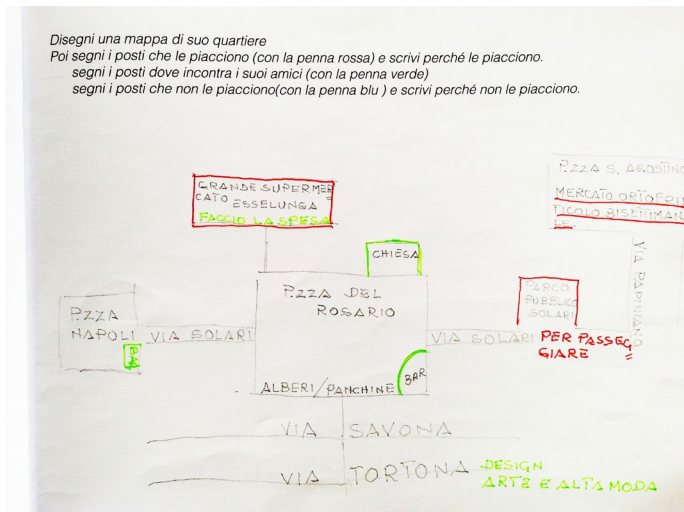 Disegni una mappa di suo quartiere
Poi segni i posti che le piacciono (con la penna rossa) e scrivi perché le piacciono.
segni i posti dove incontra i suoi amici (con la penna verde)
segni i posti che non le piacciono(con la penna blu ) e scrivi perché non le piacciono.
P.ZZA S. AGOSTINO
MERCATO ORTOFRUT
TICOLO BISETTIMANA
LE
GRANDE SUPERMER=
CATO ESSELUNGA
FACCIO LA SPESA
CHIESA
VIA PAPINIANO
P.ZZA DEL
ROSARIO
PARCO
PUBBLICO
SOLARI
P.ZZA
NAPOLI
BAR
VIA SOLARI
VIA SOLARI
PER PASSEG
GIARE
ALBERI/PANCHINE
BAR
VIA SAVONA
VIA TORTONA
DESIGN
ARTE E ALTA MODA